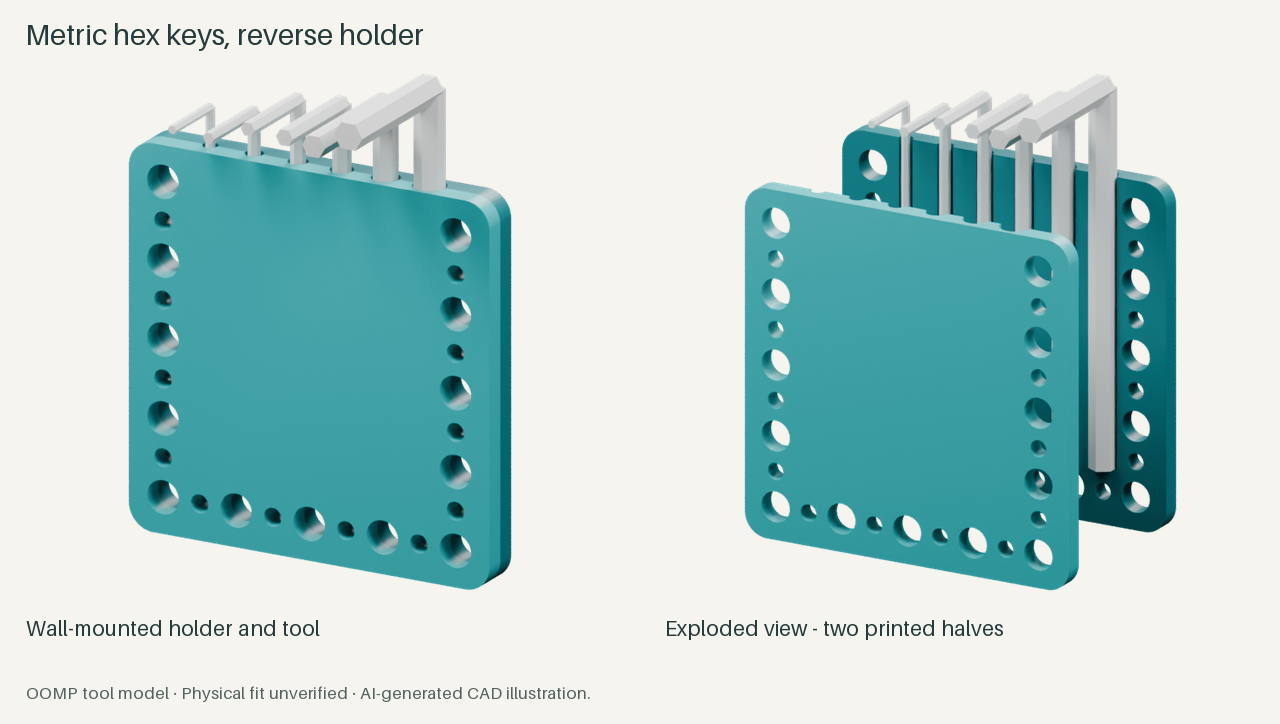 Metric hex keys, reverse holder
Wall-mounted holder and tool
Exploded view - two printed halves
OOMP tool model · Physical fit unverified · AI-generated CAD illustration.